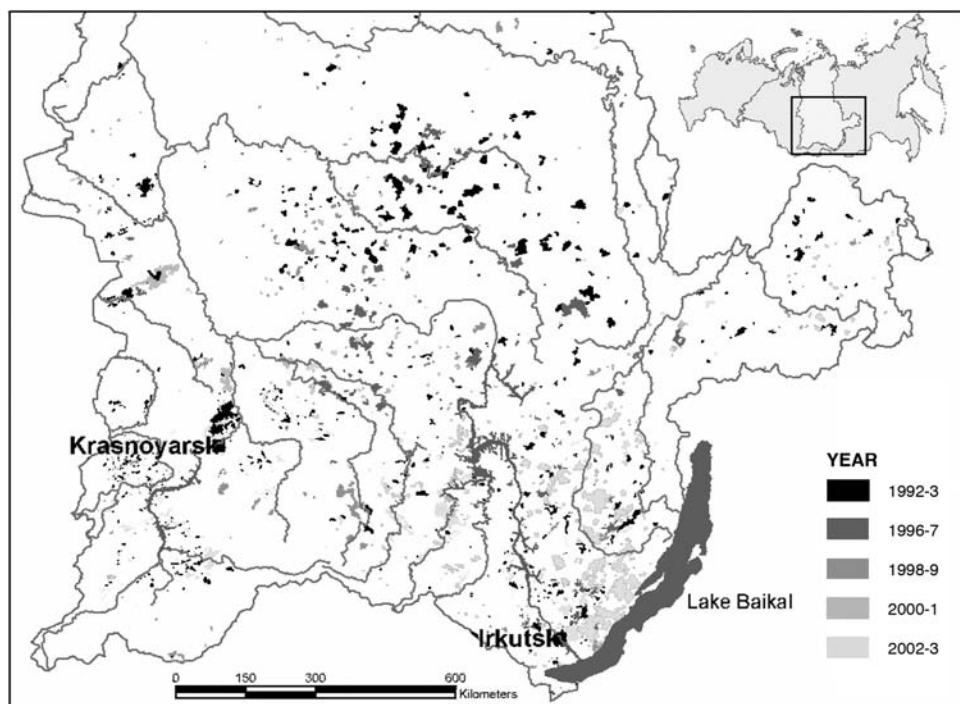 Krasnoyarsk
Irkutsk
Lake Baikal
YEAR
1992-3
1996-7
1998-9
2000-1
2002-3
0 150 300 600
Kilometers